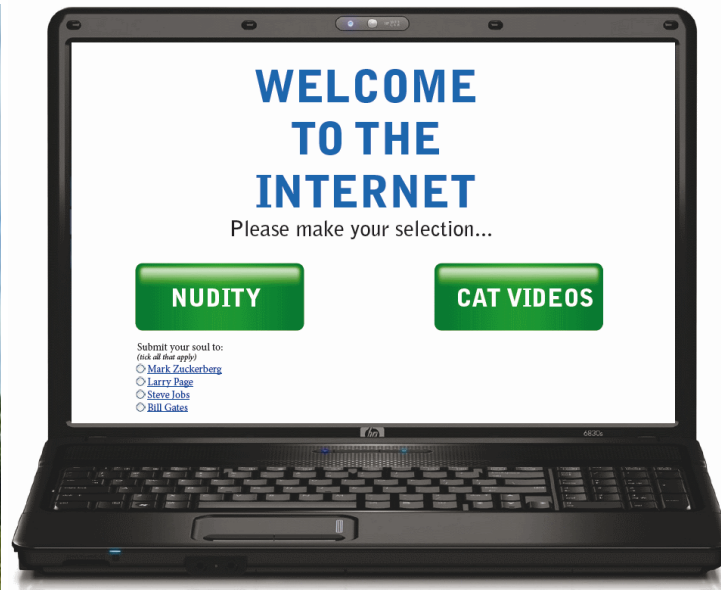 WELCOME
TO THE
INTERNET
Please make your selection...
NUDITY
CAT VIDEOS
Submit your soul to:
(tick all that apply)
Mark Zuckerberg
Larry Page
Steve Jobs
Bill Gates
hp
6830s